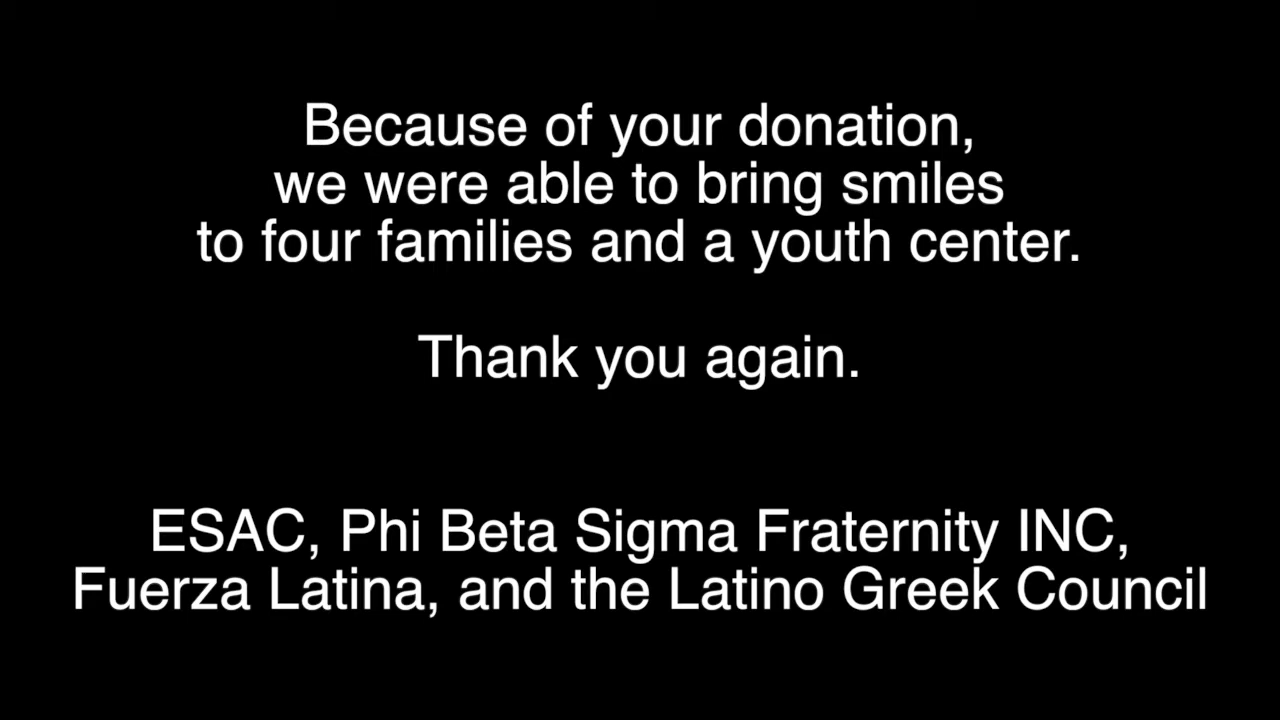 Because of your donation,
we were able to bring smiles
to four families and a youth center.
Thank you again.
ESAC, Phi Beta Sigma Fraternity INC,
Fuerza Latina, and the Latino Greek Council